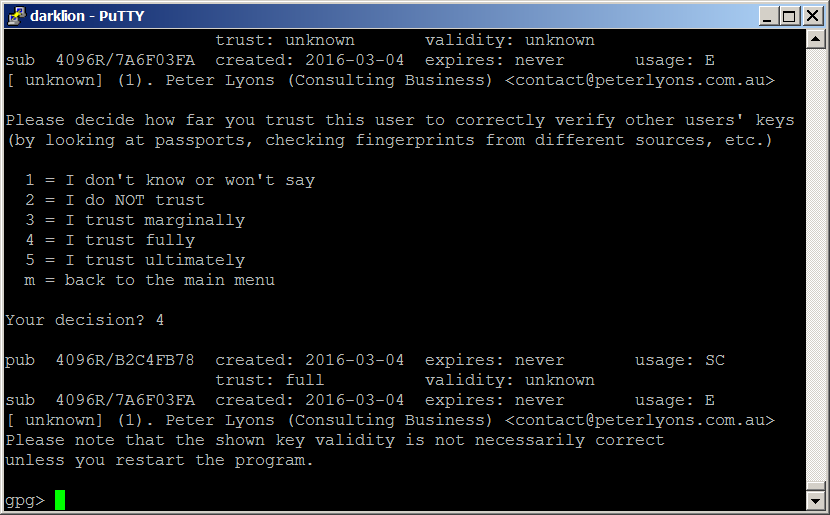 darklion - PuTTY
trust: unknown       validity: unknown
sub  4096R/7A6F03FA  created: 2016-03-04  expires: never       usage: E
[ unknown] (1). Peter Lyons (Consulting Business) <contact@peterlyons.com.au>
Please decide how far you trust this user to correctly verify other users' keys
(by looking at passports, checking fingerprints from different sources, etc.)
1 = I don't know or won't say
2 = I do NOT trust
3 = I trust marginally
4 = I trust fully
5 = I trust ultimately
m = back to the main menu
Your decision? 4
pub  4096R/B2C4FB78  created: 2016-03-04  expires: never       usage: SC
trust: full          validity: unknown
sub  4096R/7A6F03FA  created: 2016-03-04  expires: never       usage: E
[ unknown] (1). Peter Lyons (Consulting Business) <contact@peterlyons.com.au>
Please note that the shown key validity is not necessarily correct
unless you restart the program.
gpg>